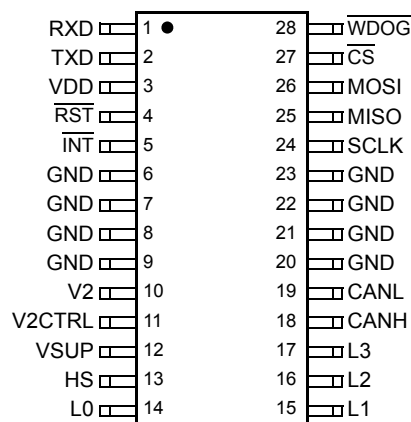 RXD 1 28 WDOG
TXD 2 27 CS
VDD 3 26 MOSI
RST 4 25 MISO
INT 5 24 SCLK
GND 6 23 GND
GND 7 22 GND
GND 8 21 GND
GND 9 20 GND
V2 10 19 CANL
V2CTRL 11 18 CANH
VSUP 12 17 L3
HS 13 16 L2
L0 14 15 L1